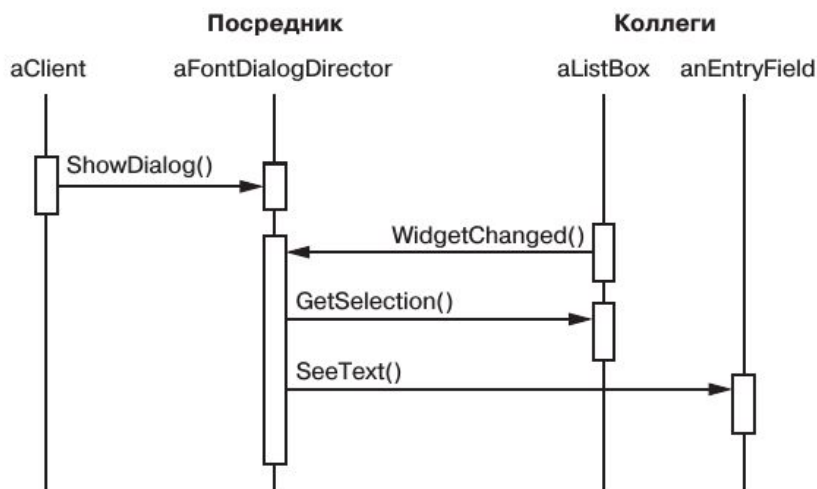 Посредник Коллеги
aClient aFontDialogDirector aListBox anEntryField
ShowDialog()
WidgetChanged()
GetSelection()
SeeText()